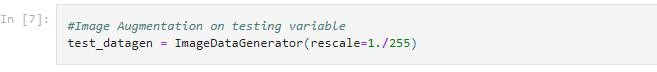 In [7]:
#Image Augmentation on testing variable
test_datagen = ImageDataGenerator(rescale=1./255)